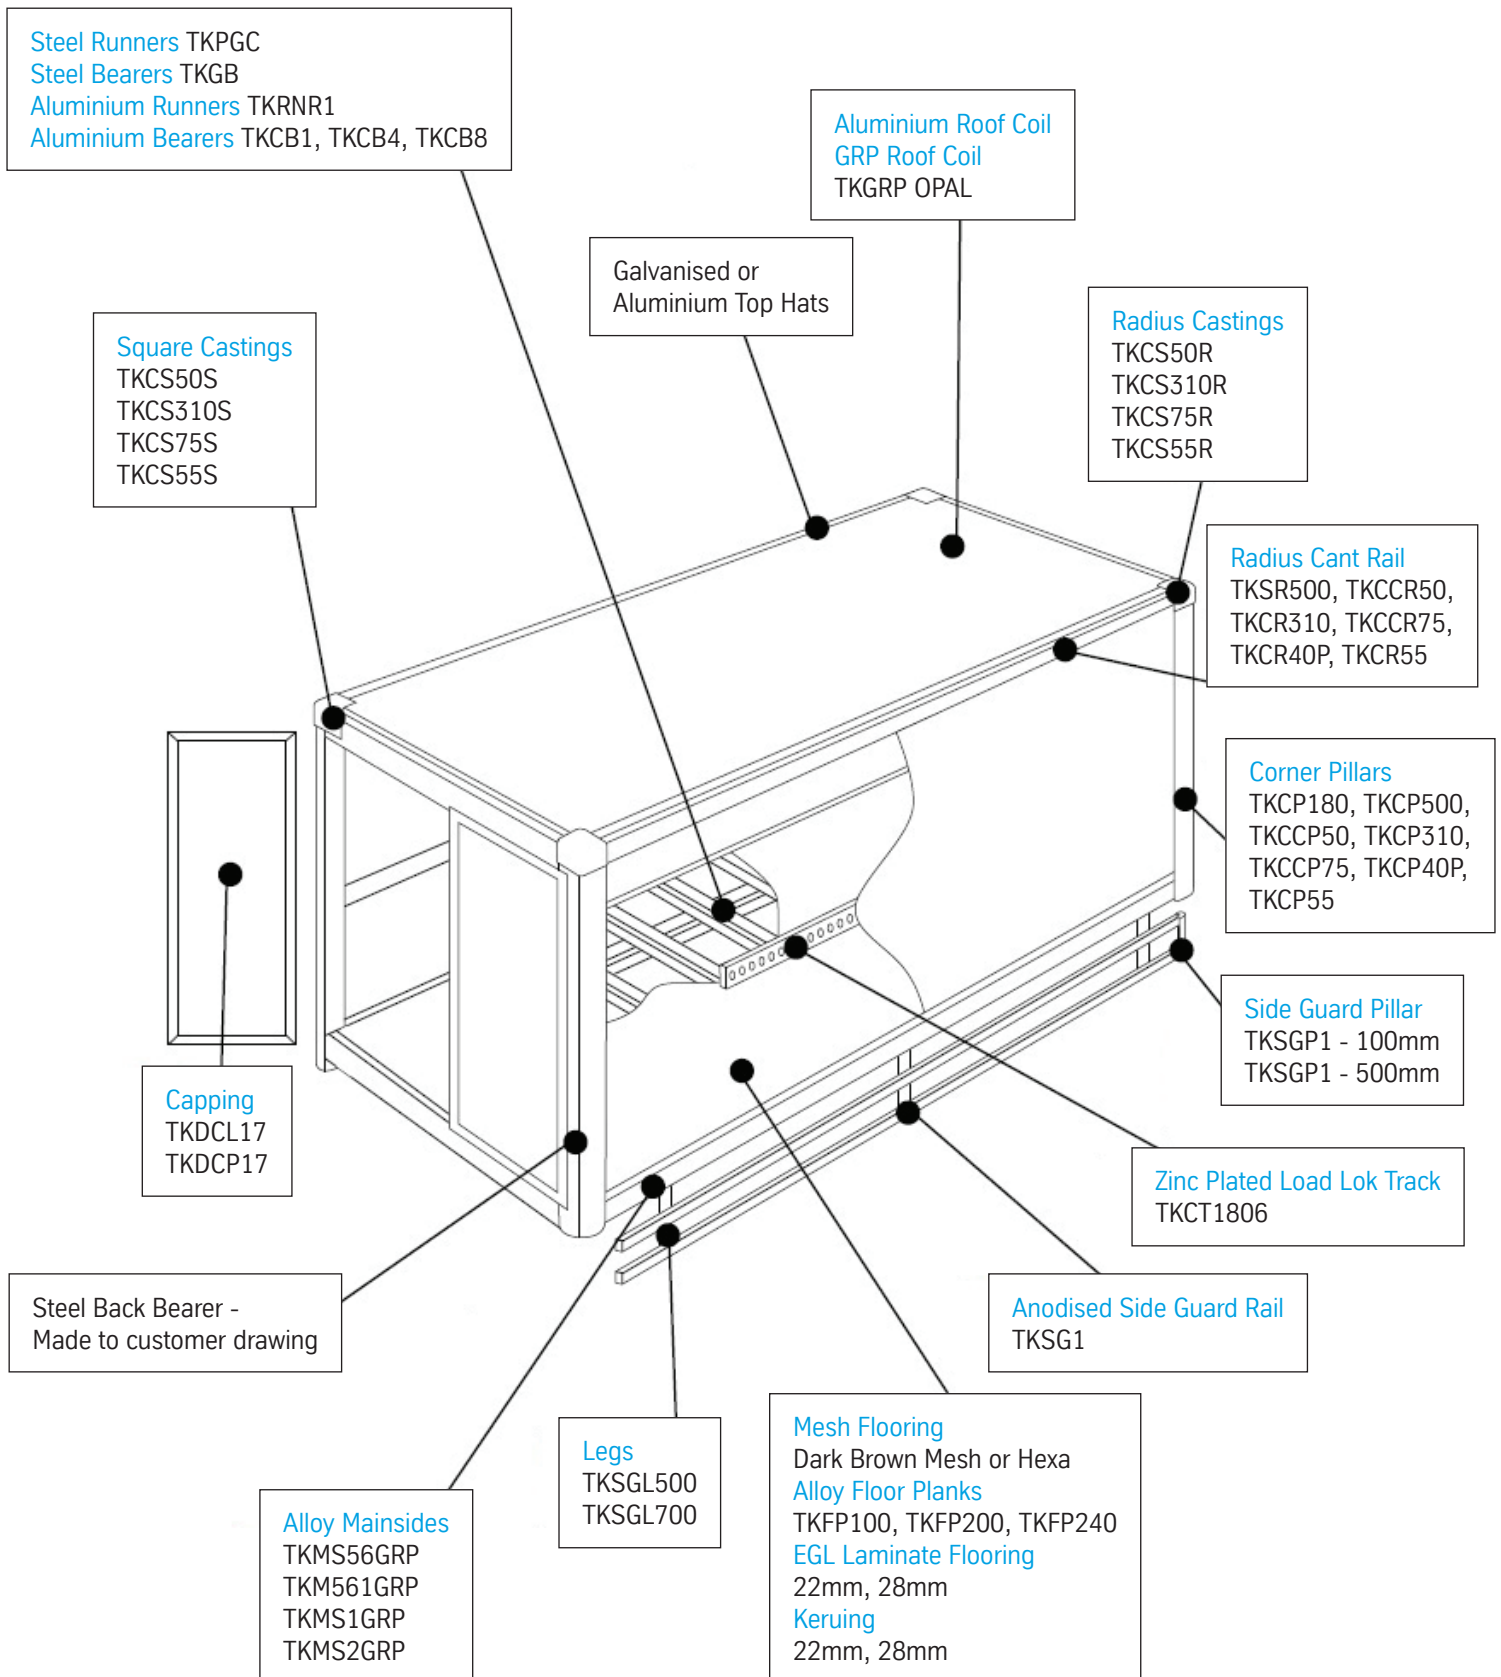 Steel Runners TKPGC
Steel Bearers TKGB
Aluminium Runners TKRNR1
Aluminium Bearers TKCB1, TKCB4, TKCB8
Aluminium Roof Coil
GRP Roof Coil
TKGRP OPAL
Galvanised or
Aluminium Top Hats
Square Castings
TKCS50S
TKCS310S
TKCS75S
TKCS55S
Radius Castings
TKCS50R
TKCS310R
TKCS75R
TKCS55R
Radius Cant Rail
TKSR500, TKCCR50,
TKCR310, TKCCR75,
TKCR40P, TKCR55
Corner Pillars
TKCP180, TKCP500,
TKCCP50, TKCP310,
TKCCP75, TKCP40P,
TKCP55
Side Guard Pillar
TKSGP1 - 100mm
TKSGP1 - 500mm
Capping
TKDCL17
TKDCP17
Zinc Plated Load Lok Track
TKCT1806
Steel Back Bearer -
Made to customer drawing
Anodised Side Guard Rail
TKSG1
Legs
TKSGL500
TKSGL700
Mesh Flooring
Dark Brown Mesh or Hexa
Alloy Floor Planks
TKFP100, TKFP200, TKFP240
EGL Laminate Flooring
22mm, 28mm
Keruing
22mm, 28mm
Alloy Mainsides
TKMS56GRP
TKM561GRP
TKMS1GRP
TKMS2GRP